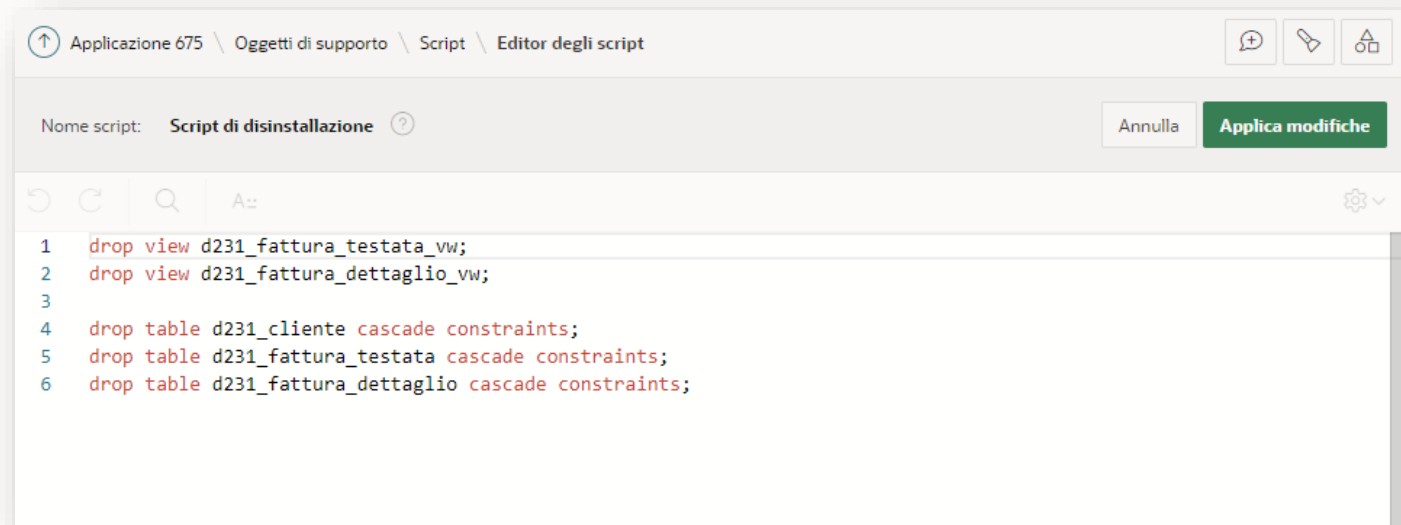 Applicazione 675 \ Oggetti di supporto \ Script \ Editor degli script
Nome script: Script di disinstallazione ? Annulla Applica modifiche
A
1 drop view d231_fattura_testata_vw;
2 drop view d231_fattura_dettaglio_vw;
3
4 drop table d231_cliente cascade constraints;
5 drop table d231_fattura_testata cascade constraints;
6 drop table d231_fattura_dettaglio cascade constraints;